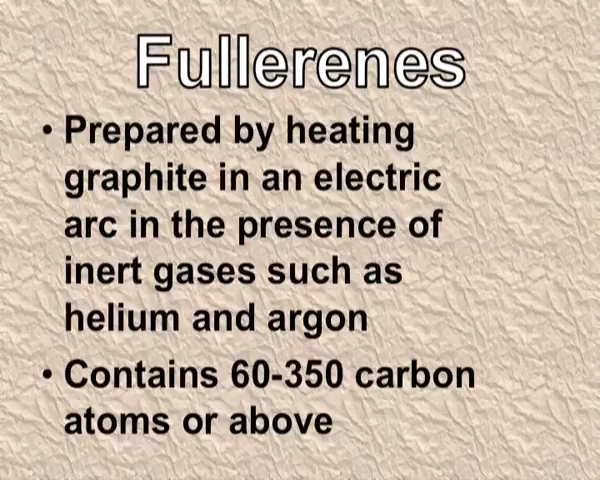 Fullerenes
• Prepared by heating
graphite in an electric
arc in the presence of
inert gases such as
helium and argon
• Contains 60-350 carbon
atoms or above